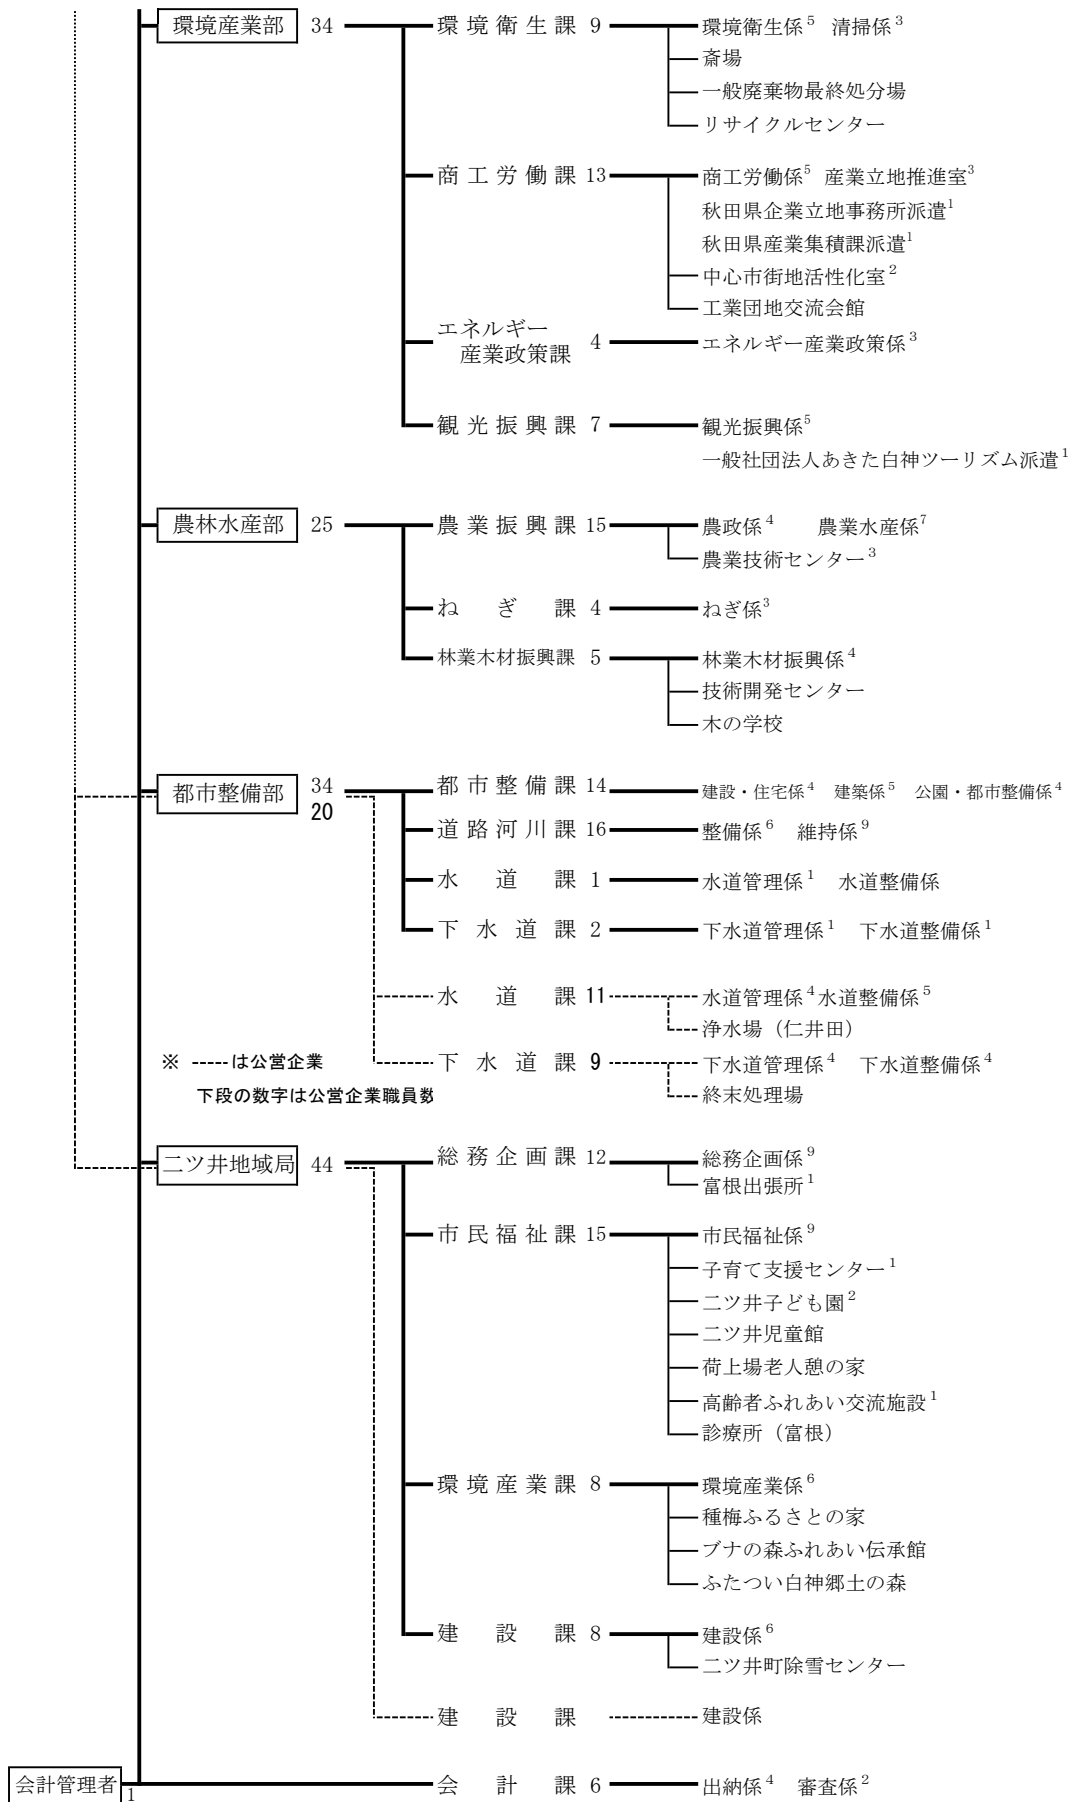 環境産業部 34 環境衛生課 9 環境衛生係5 清掃係3
斎場
一般廃棄物最終処分場
リサイクルセンター
商工労働課 13 商工労働係5 産業立地推進室3
秋田県企業立地事務所派遣1
秋田県産業集積課派遣1
中心市街地活性化室2
工業団地交流会館
エネルギー
産業政策課 4 エネルギー産業政策係3
観光振興課 7 観光振興係5
一般社団法人あきた白神ツーリズム派遣1
農林水産部 25 農業振興課 15 農政係4 農業水産係7
農業技術センター3
ねぎ課 4 ねぎ係3
林業木材振興課 5 林業木材振興係4
技術開発センター
木の学校
都市整備部 34 都市整備課 14 建設・住宅係4 建築係5 公園・都市整備係4
20
道路河川課 16 整備係6 維持係9
水道課 1 水道管理係1 水道整備係
下水道課 2 下水道管理係1 下水道整備係1
水道課 11 水道管理係4 水道整備係5
浄水場（仁井田）
※ ----- は公営企業
下水道課 9 下水道管理係4 下水道整備係4
下段の数字は公営企業職員数
終末処理場
二ツ井地域局 44 総務企画課 12 総務企画係9
富根出張所1
市民福祉課 15 市民福祉係9
子育て支援センター1
二ツ井子ども園2
二ツ井児童館
荷上場老人憩の家
高齢者ふれあい交流施設1
診療所（富根）
環境産業課 8 環境産業係6
種梅ふるさとの家
ブナの森ふれあい伝承館
ふたつい白神郷土の森
建設課 8 建設係6
二ツ井町除雪センター
建設課 建設係
会計管理者 1 会計課 6 出納係4 審査係2